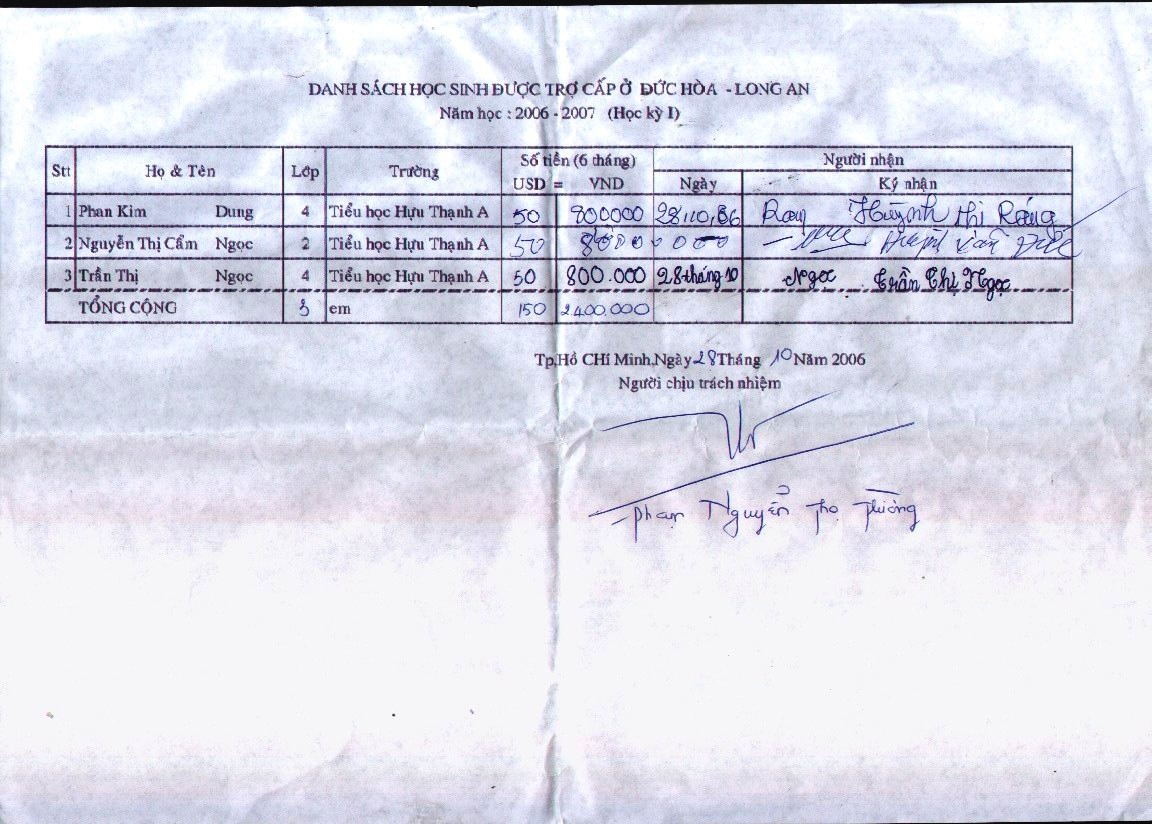 DANH SÁCH HỌC SINH ĐƯỢC TRỢ CẤP Ở ĐỨC HÒA - LONG AN
Năm học : 2006 - 2007 (Học kỳ I)
Stt Họ & Tên Lớp Trường Số tiền (6 tháng) Người nhận
USD = VND Ngày Ký nhận
1 Phan Kim Dung 4 Tiểu học Hựu Thạnh A 50 800000 28,10,06 Huỳnh thị Ráng
2 Nguyễn Thị Cẩm Ngọc 2 Tiểu học Hựu Thạnh A 50 Huỳnh Văn Đức
3 Trần Thị Ngọc 4 Tiểu học Hựu Thạnh A 50 800.000 28 tháng 10 Ngọc Trần Thị Ngọc
TỔNG CỘNG 3 em 150 2400.000
Tp,Hồ CHí Minh,Ngày 28 Tháng 10 Năm 2006
Người chịu trách nhiệm
Phạm Nguyễn Thọ